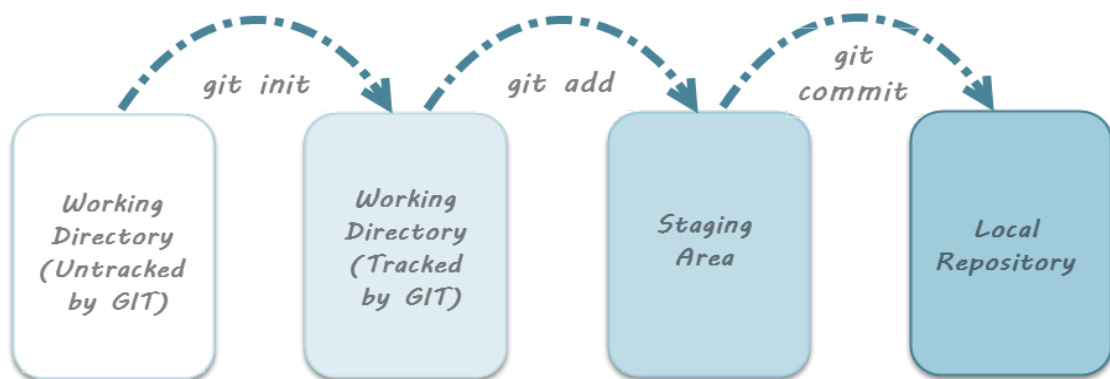 git init
git add
git
commit
Working
Directory
(Untracked
by GIT)
Working
Directory
(Tracked
by GIT)
Staging
Area
Local
Repository